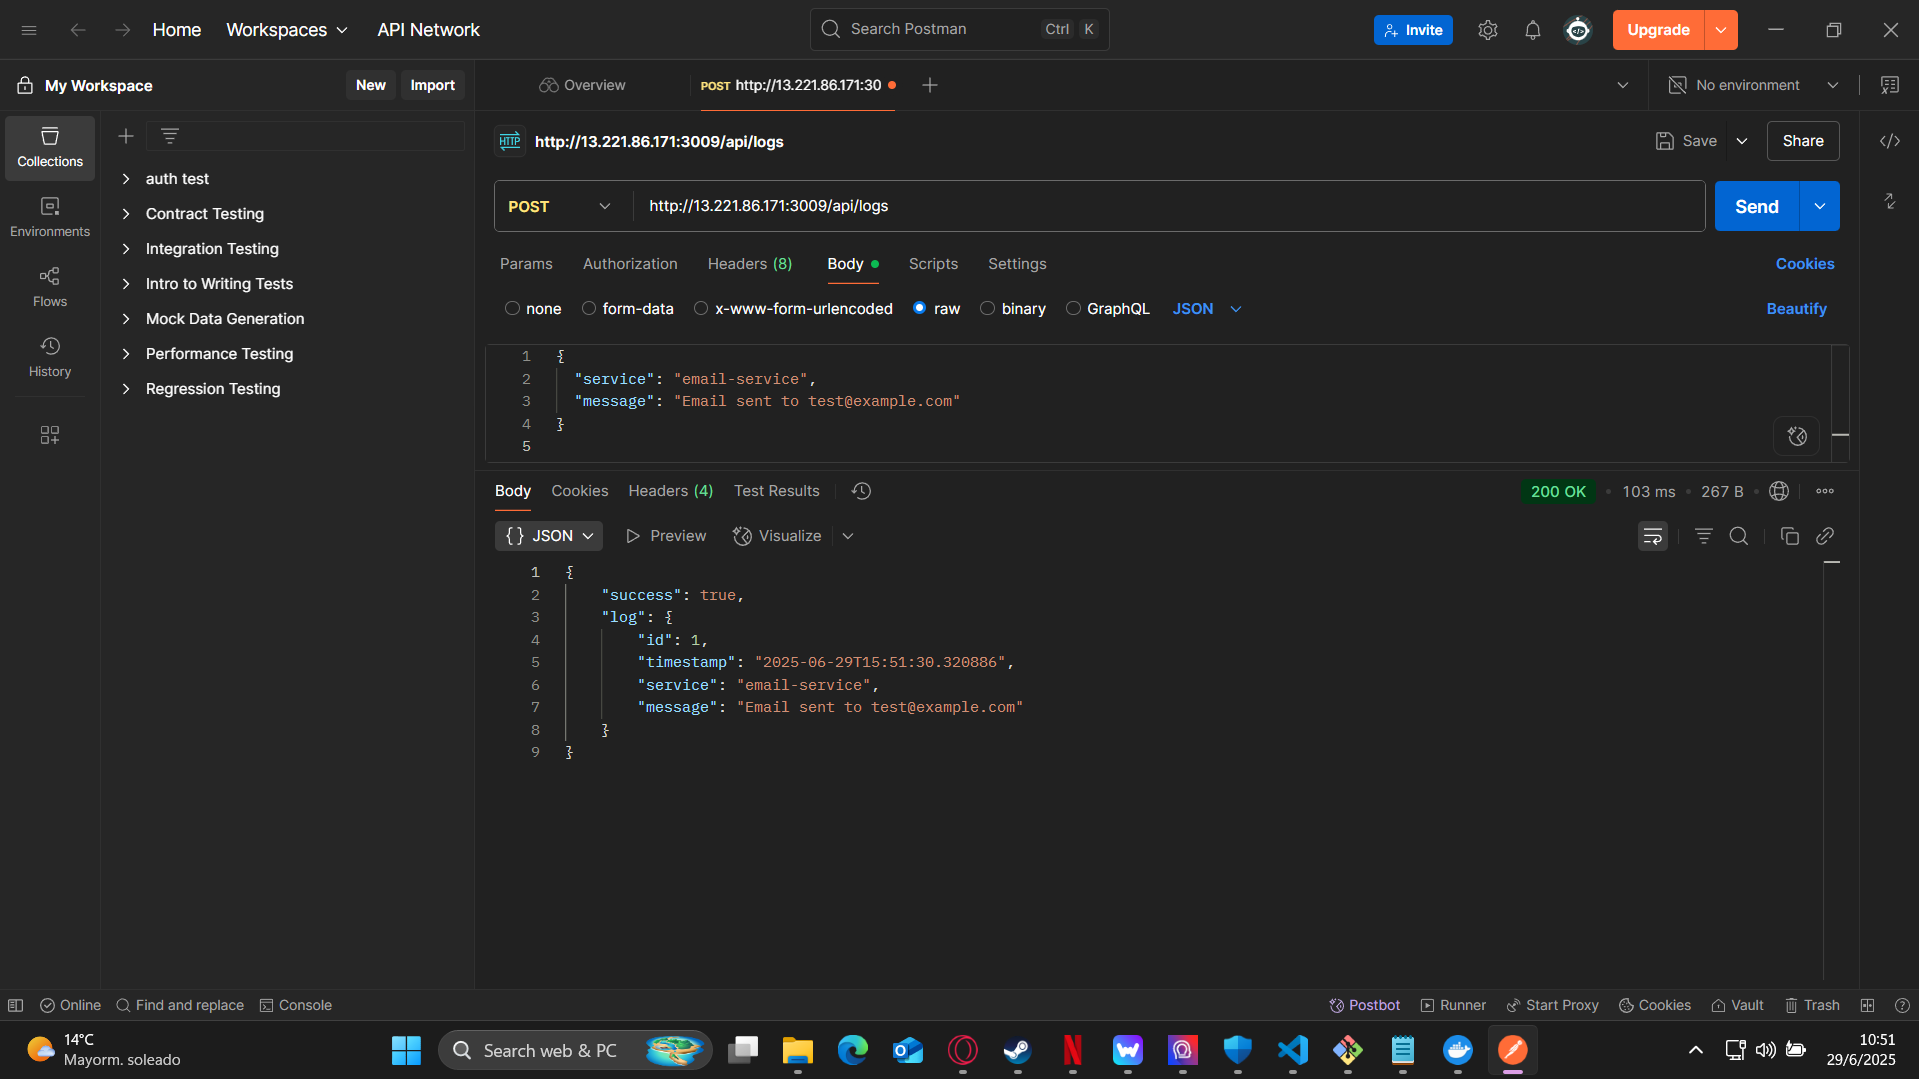 Home Workspaces API Network Search Postman Ctrl K Invite Upgrade
My Workspace New Import Overview POST http://13.221.86.171:30 No environment
Collections
Environments
Flows
History
auth test
Contract Testing
Integration Testing
Intro to Writing Tests
Mock Data Generation
Performance Testing
Regression Testing
HTTP http://13.221.86.171:3009/api/logs Save Share
POST http://13.221.86.171:3009/api/logs Send
Params Authorization Headers (8) Body Scripts Settings Cookies
none form-data x-www-form-urlencoded raw binary GraphQL JSON Beautify
1 {
2 "service": "email-service",
3 "message": "Email sent to test@example.com"
4 }
5
Body Cookies Headers (4) Test Results 200 OK • 103 ms • 267 B
{} JSON Preview Visualize
1 {
2 "success": true,
3 "log": {
4 "id": 1,
5 "timestamp": "2025-06-29T15:51:30.320886",
6 "service": "email-service",
7 "message": "Email sent to test@example.com"
8 }
9 }
Online Find and replace Console Postbot Runner Start Proxy Cookies Vault Trash
14°C
Mayorm. soleado
Search web & PC
10:51
29/6/2025